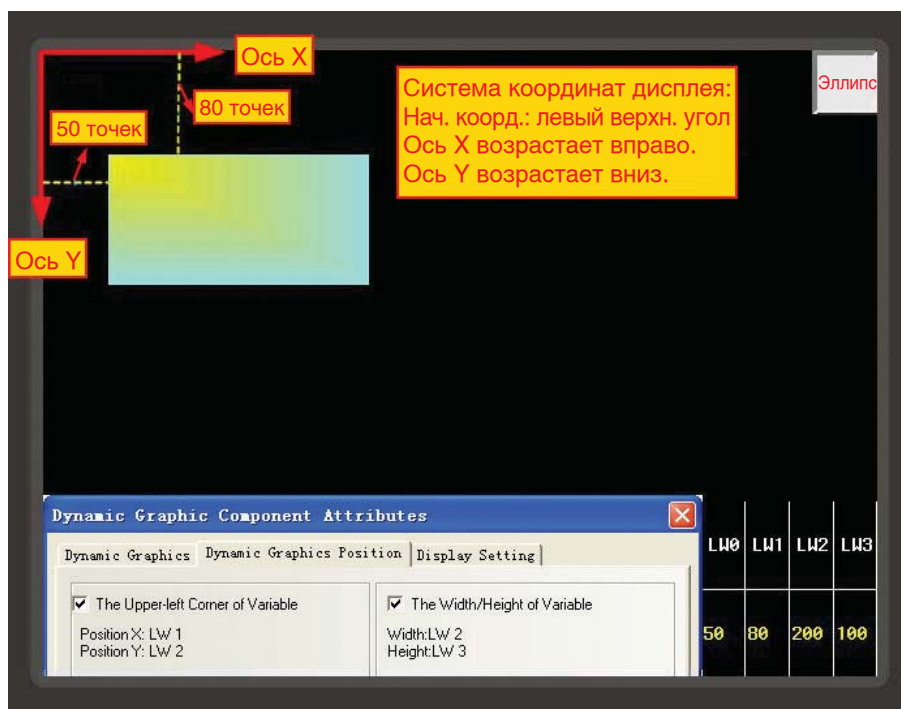 Ось X
80 точек
50 точек
Ось Y
Система координат дисплея:
Нач. коорд.: левый верхн. угол
Ось X возрастает вправо.
Ось Y возрастает вниз.
Эллипс
Dynamic Graphic Component Attributes
Dynamic Graphics Dynamic Graphics Position Display Setting
The Upper-left Corner of Variable
Position X: LW 1
Position Y: LW 2
The Width/Height of Variable
Width:LW 2
Height:LW 3
LW0 LW1 LW2 LW3
50 80 200 100